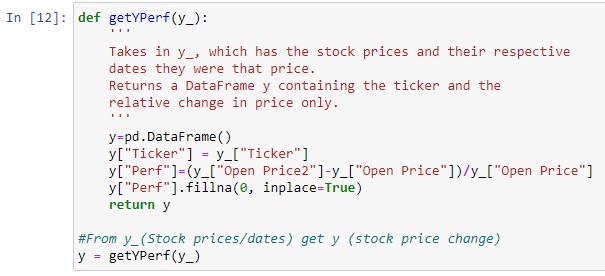 In [12]: def getYPerf(y_):
    '''
    Takes in y_, which has the stock prices and their respective
    dates they were that price.
    Returns a DataFrame y containing the ticker and the
    relative change in price only.
    '''
    y=pd.DataFrame()
    y["Ticker"] = y_["Ticker"]
    y["Perf"]=(y_["Open Price2"]-y_["Open Price"])/y_["Open Price"]
    y["Perf"].fillna(0, inplace=True)
    return y
#From y_(Stock prices/dates) get y (stock price change)
y = getYPerf(y_)